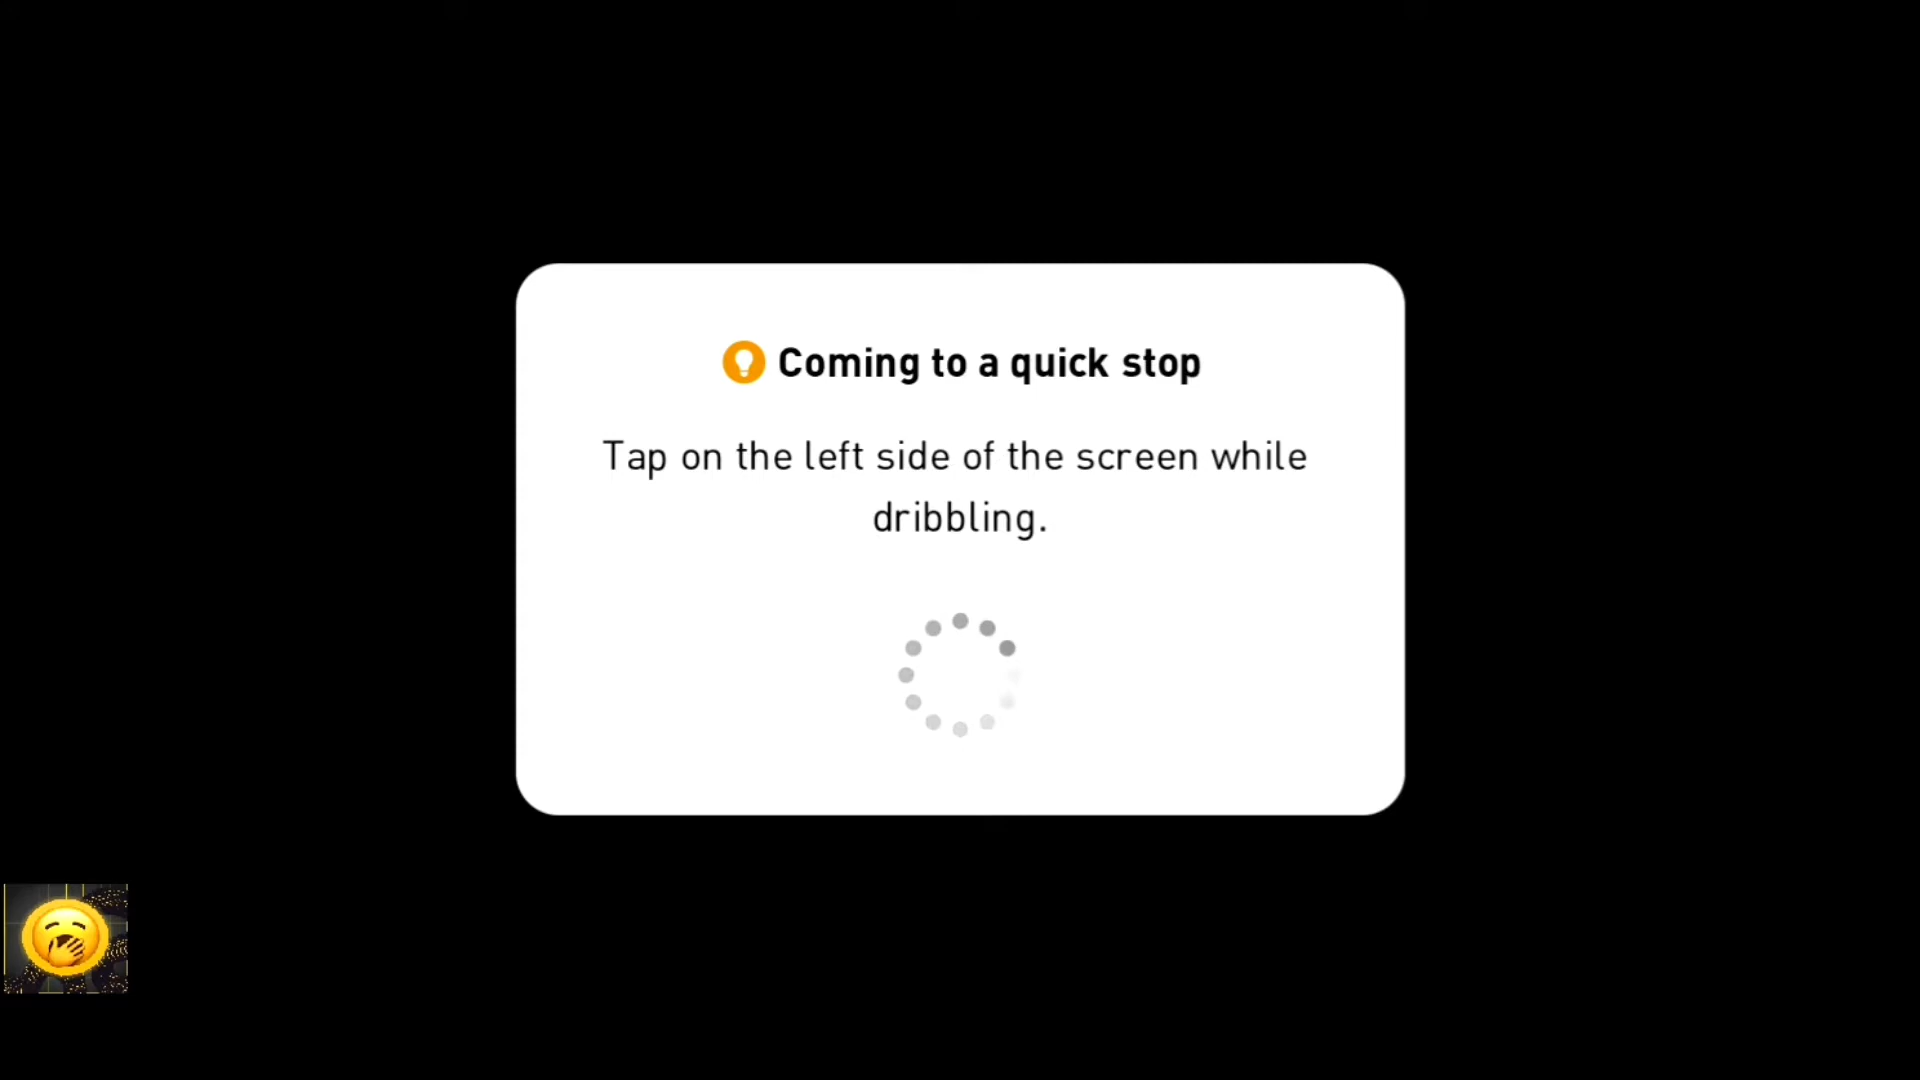 Coming to a quick stop
Tap on the left side of the screen while
dribbling.